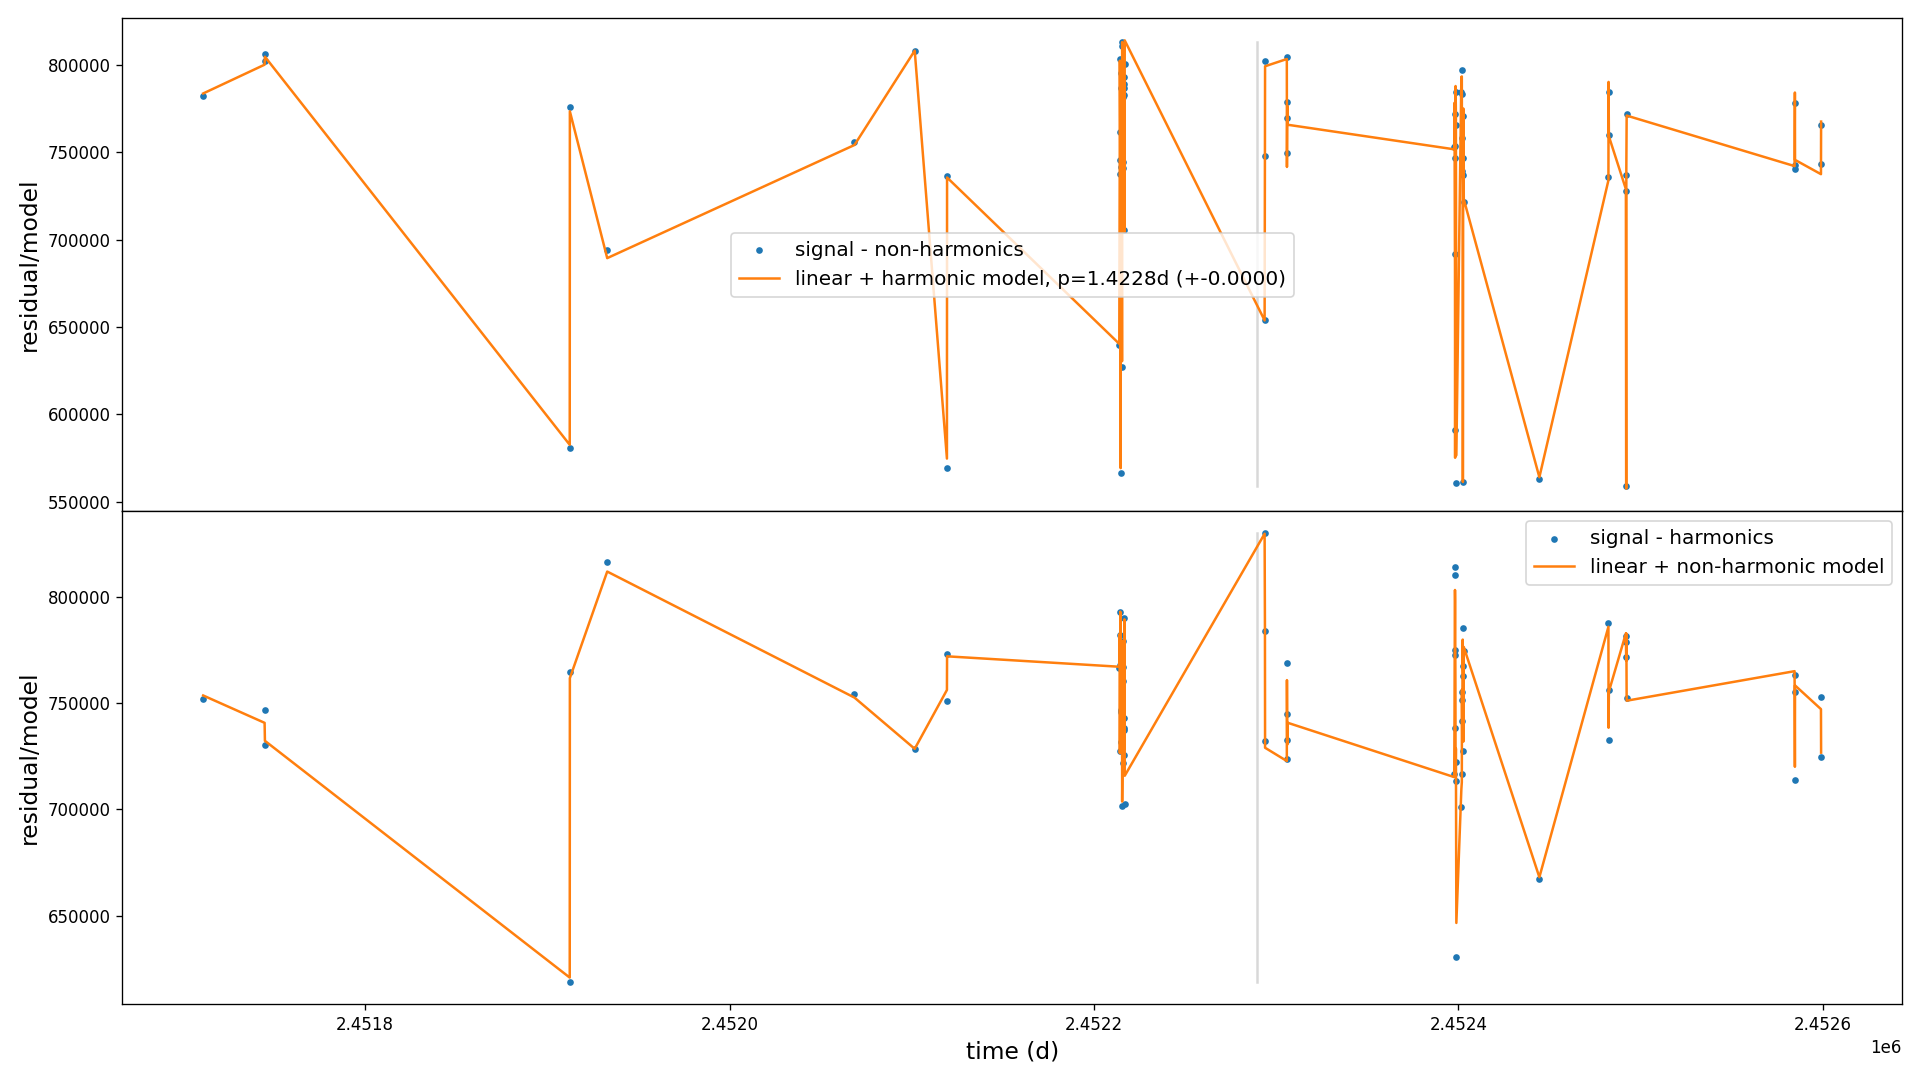 800000
750000
700000
650000
600000
550000
residual/model
signal - non-harmonics
linear + harmonic model, p=1.4228d (+-0.0000)
signal - harmonics
linear + non-harmonic model
800000
750000
700000
650000
residual/model
2.4518
2.4520
2.4522
2.4524
2.4526
time (d)
1e6